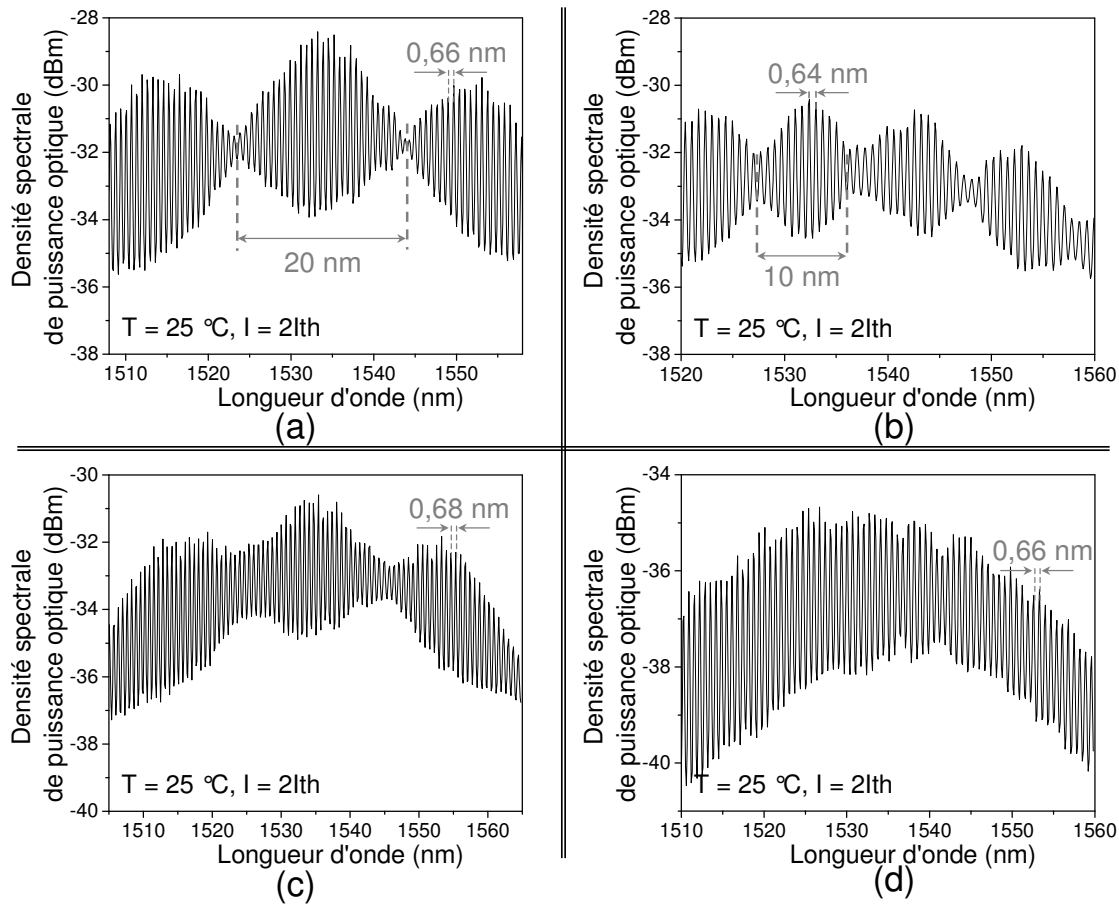 Densité spectrale
de puissance optique (dBm)
-28
-30
-32
-34
-36
-38
0,66 nm
20 nm
T = 25 °C, I = 2Ith
1510 1520 1530 1540 1550
Longueur d'onde (nm)
(a)
Densité spectrale
de puissance optique (dBm)
-28
-30
-32
-34
-36
-38
0,64 nm
10 nm
T = 25 °C, I = 2Ith
1520 1530 1540 1550 1560
Longueur d'onde (nm)
(b)
Densité spectrale
de puissance optique (dBm)
-30
-32
-34
-36
-38
-40
0,68 nm
T = 25 °C, I = 2Ith
1510 1520 1530 1540 1550 1560
Longueur d'onde (nm)
(c)
Densité spectrale
de puissance optique (dBm)
-34
-36
-38
-40
0,66 nm
T = 25 °C, I = 2Ith
1510 1520 1530 1540 1550 1560
Longueur d'onde (nm)
(d)